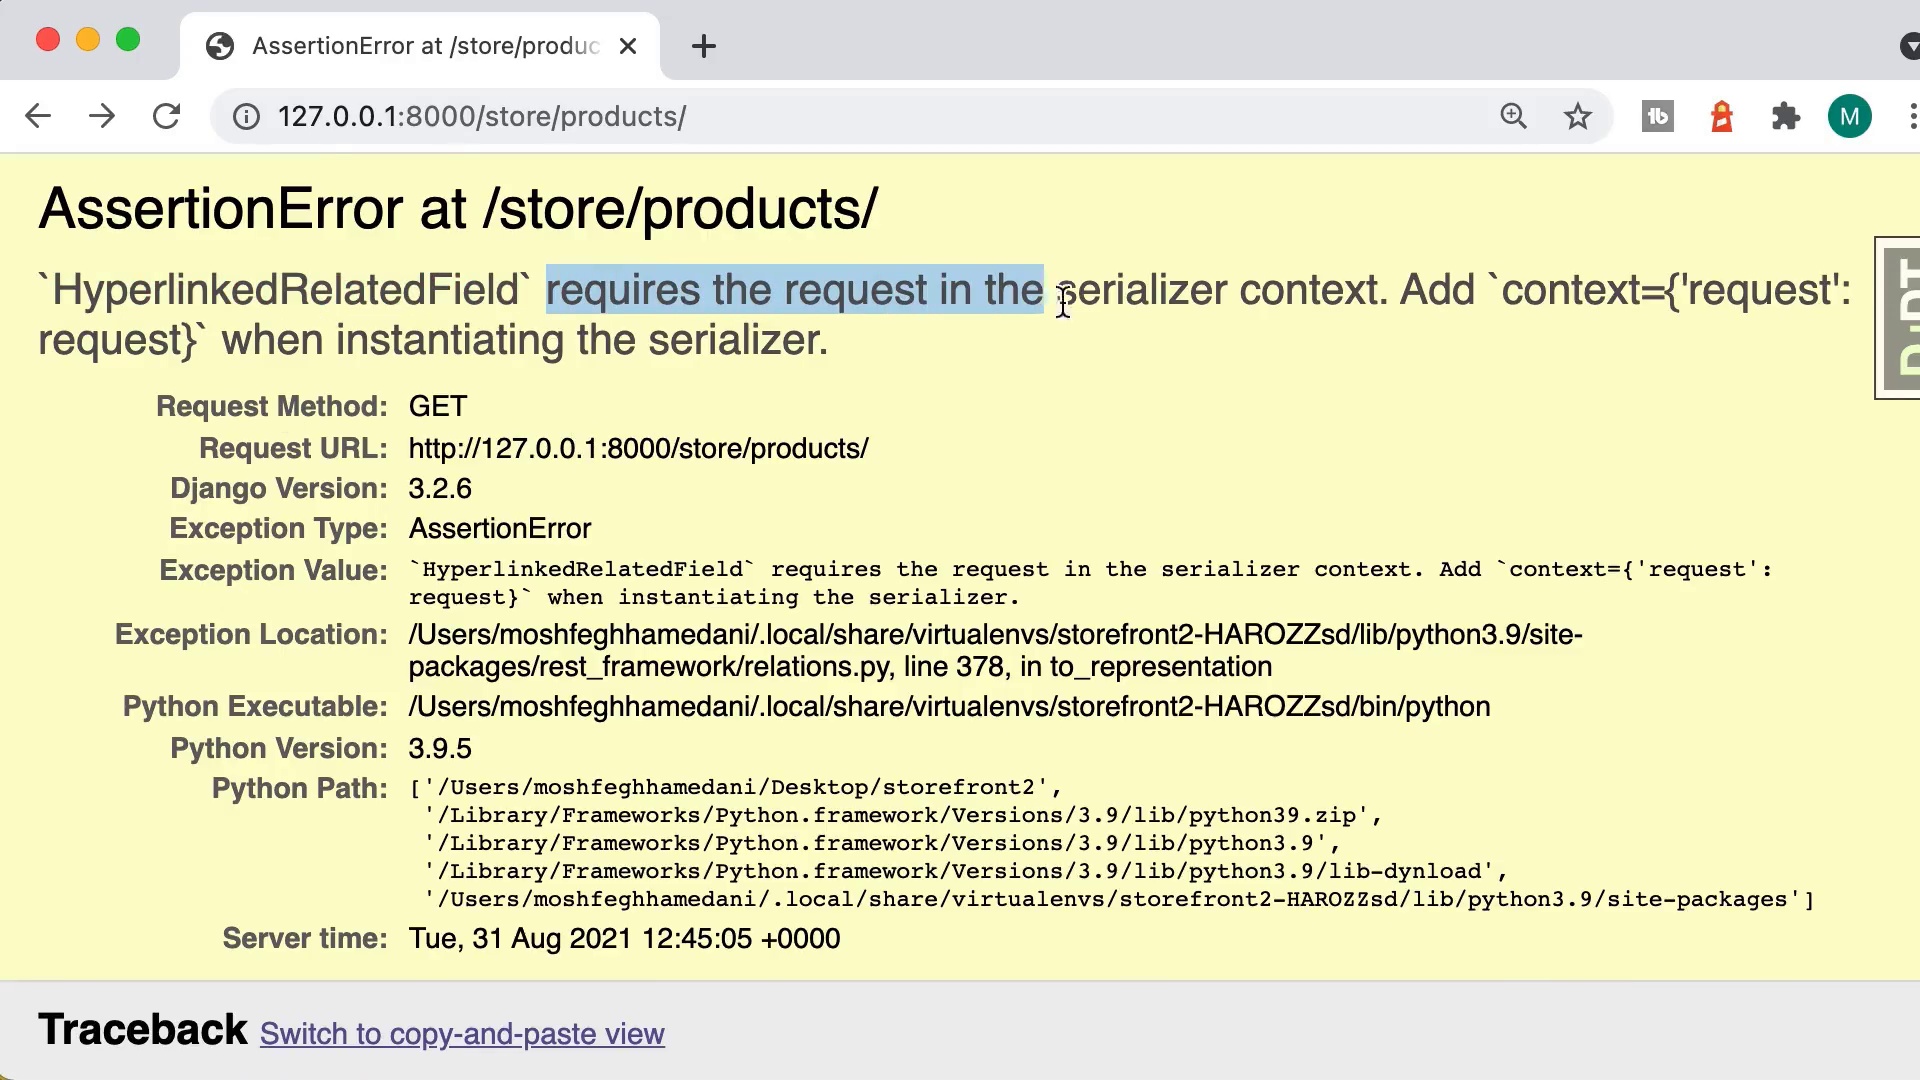 AssertionError at /store/produc
127.0.0.1:8000/store/products/
M
AssertionError at /store/products/
`HyperlinkedRelatedField` requires the request in the serializer context. Add `context={'request':
request}` when instantiating the serializer.
Request Method: GET
Request URL: http://127.0.0.1:8000/store/products/
Django Version: 3.2.6
Exception Type: AssertionError
Exception Value: `HyperlinkedRelatedField` requires the request in the serializer context. Add `context={'request':
request}` when instantiating the serializer.
Exception Location: /Users/moshfeghhamedani/.local/share/virtualenvs/storefront2-HAROZZsd/lib/python3.9/site-
packages/rest_framework/relations.py, line 378, in to_representation
Python Executable: /Users/moshfeghhamedani/.local/share/virtualenvs/storefront2-HAROZZsd/bin/python
Python Version: 3.9.5
Python Path: ['/Users/moshfeghhamedani/Desktop/storefront2',
'/Library/Frameworks/Python.framework/Versions/3.9/lib/python39.zip',
'/Library/Frameworks/Python.framework/Versions/3.9/lib/python3.9',
'/Library/Frameworks/Python.framework/Versions/3.9/lib/python3.9/lib-dynload',
'/Users/moshfeghhamedani/.local/share/virtualenvs/storefront2-HAROZZsd/lib/python3.9/site-packages']
Server time: Tue, 31 Aug 2021 12:45:05 +0000
Traceback Switch to copy-and-paste view